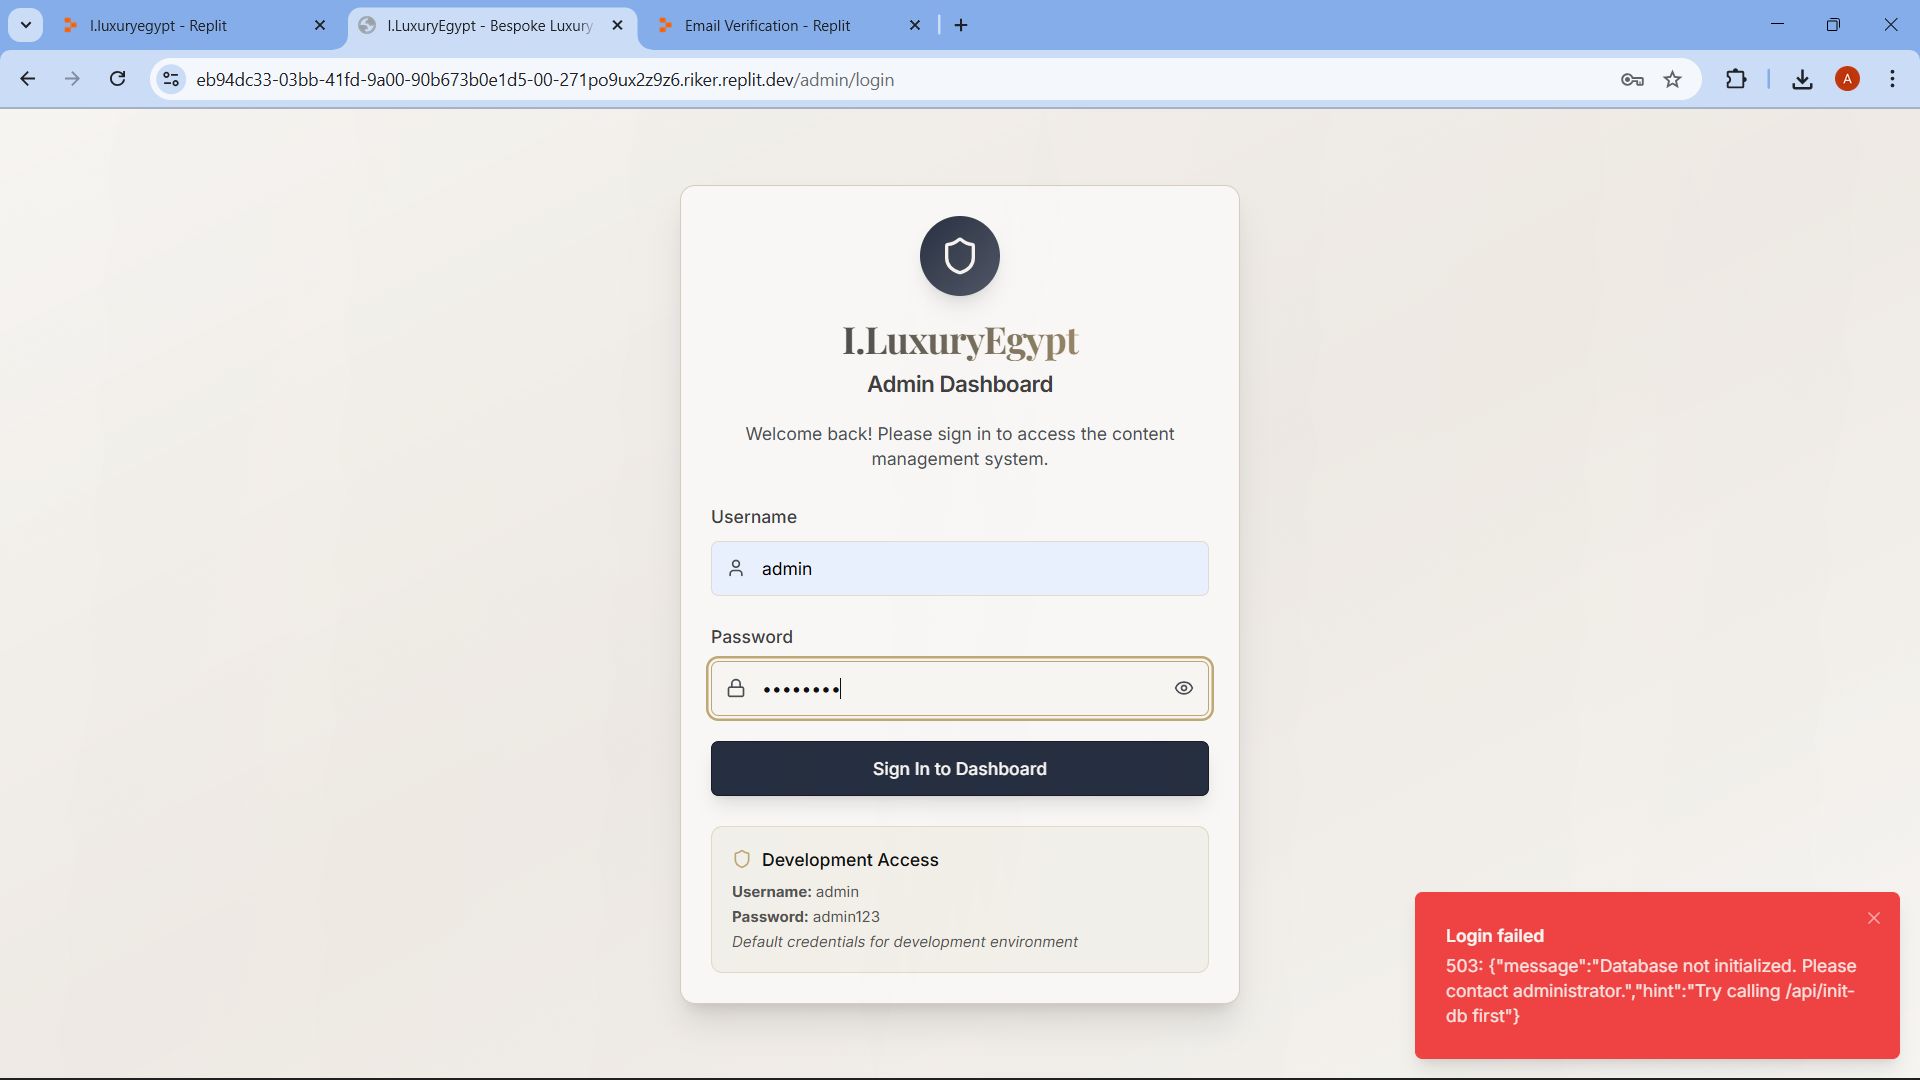 I.luxuryegypt - Replit
I.LuxuryEgypt - Bespoke Luxury
Email Verification - Replit
eb94dc33-03bb-41fd-9a00-90b673b0e1d5-00-271po9ux2z9z6.riker.replit.dev/admin/login
A
I.LuxuryEgypt
Admin Dashboard
Welcome back! Please sign in to access the content
management system.
Username
admin
Password
••••••••
Sign In to Dashboard
Development Access
Username: admin
Password: admin123
Default credentials for development environment
Login failed
503: {"message":"Database not initialized. Please
contact administrator.","hint":"Try calling /api/init-
db first"}